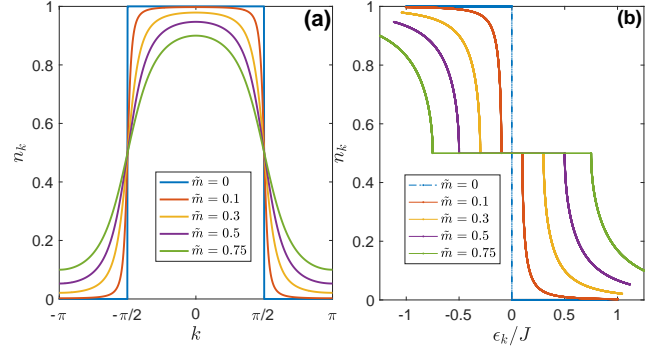 (a)
1
0.8
0.6
0.4
0.2
0
n_k
m̃ = 0
m̃ = 0.1
m̃ = 0.3
m̃ = 0.5
m̃ = 0.75
-π -π/2 0 π/2 π
k
(b)
1
0.8
0.6
0.4
0.2
0
n_k
m̃ = 0
m̃ = 0.1
m̃ = 0.3
m̃ = 0.5
m̃ = 0.75
-1 -0.5 0 0.5 1
ϵ_k/J